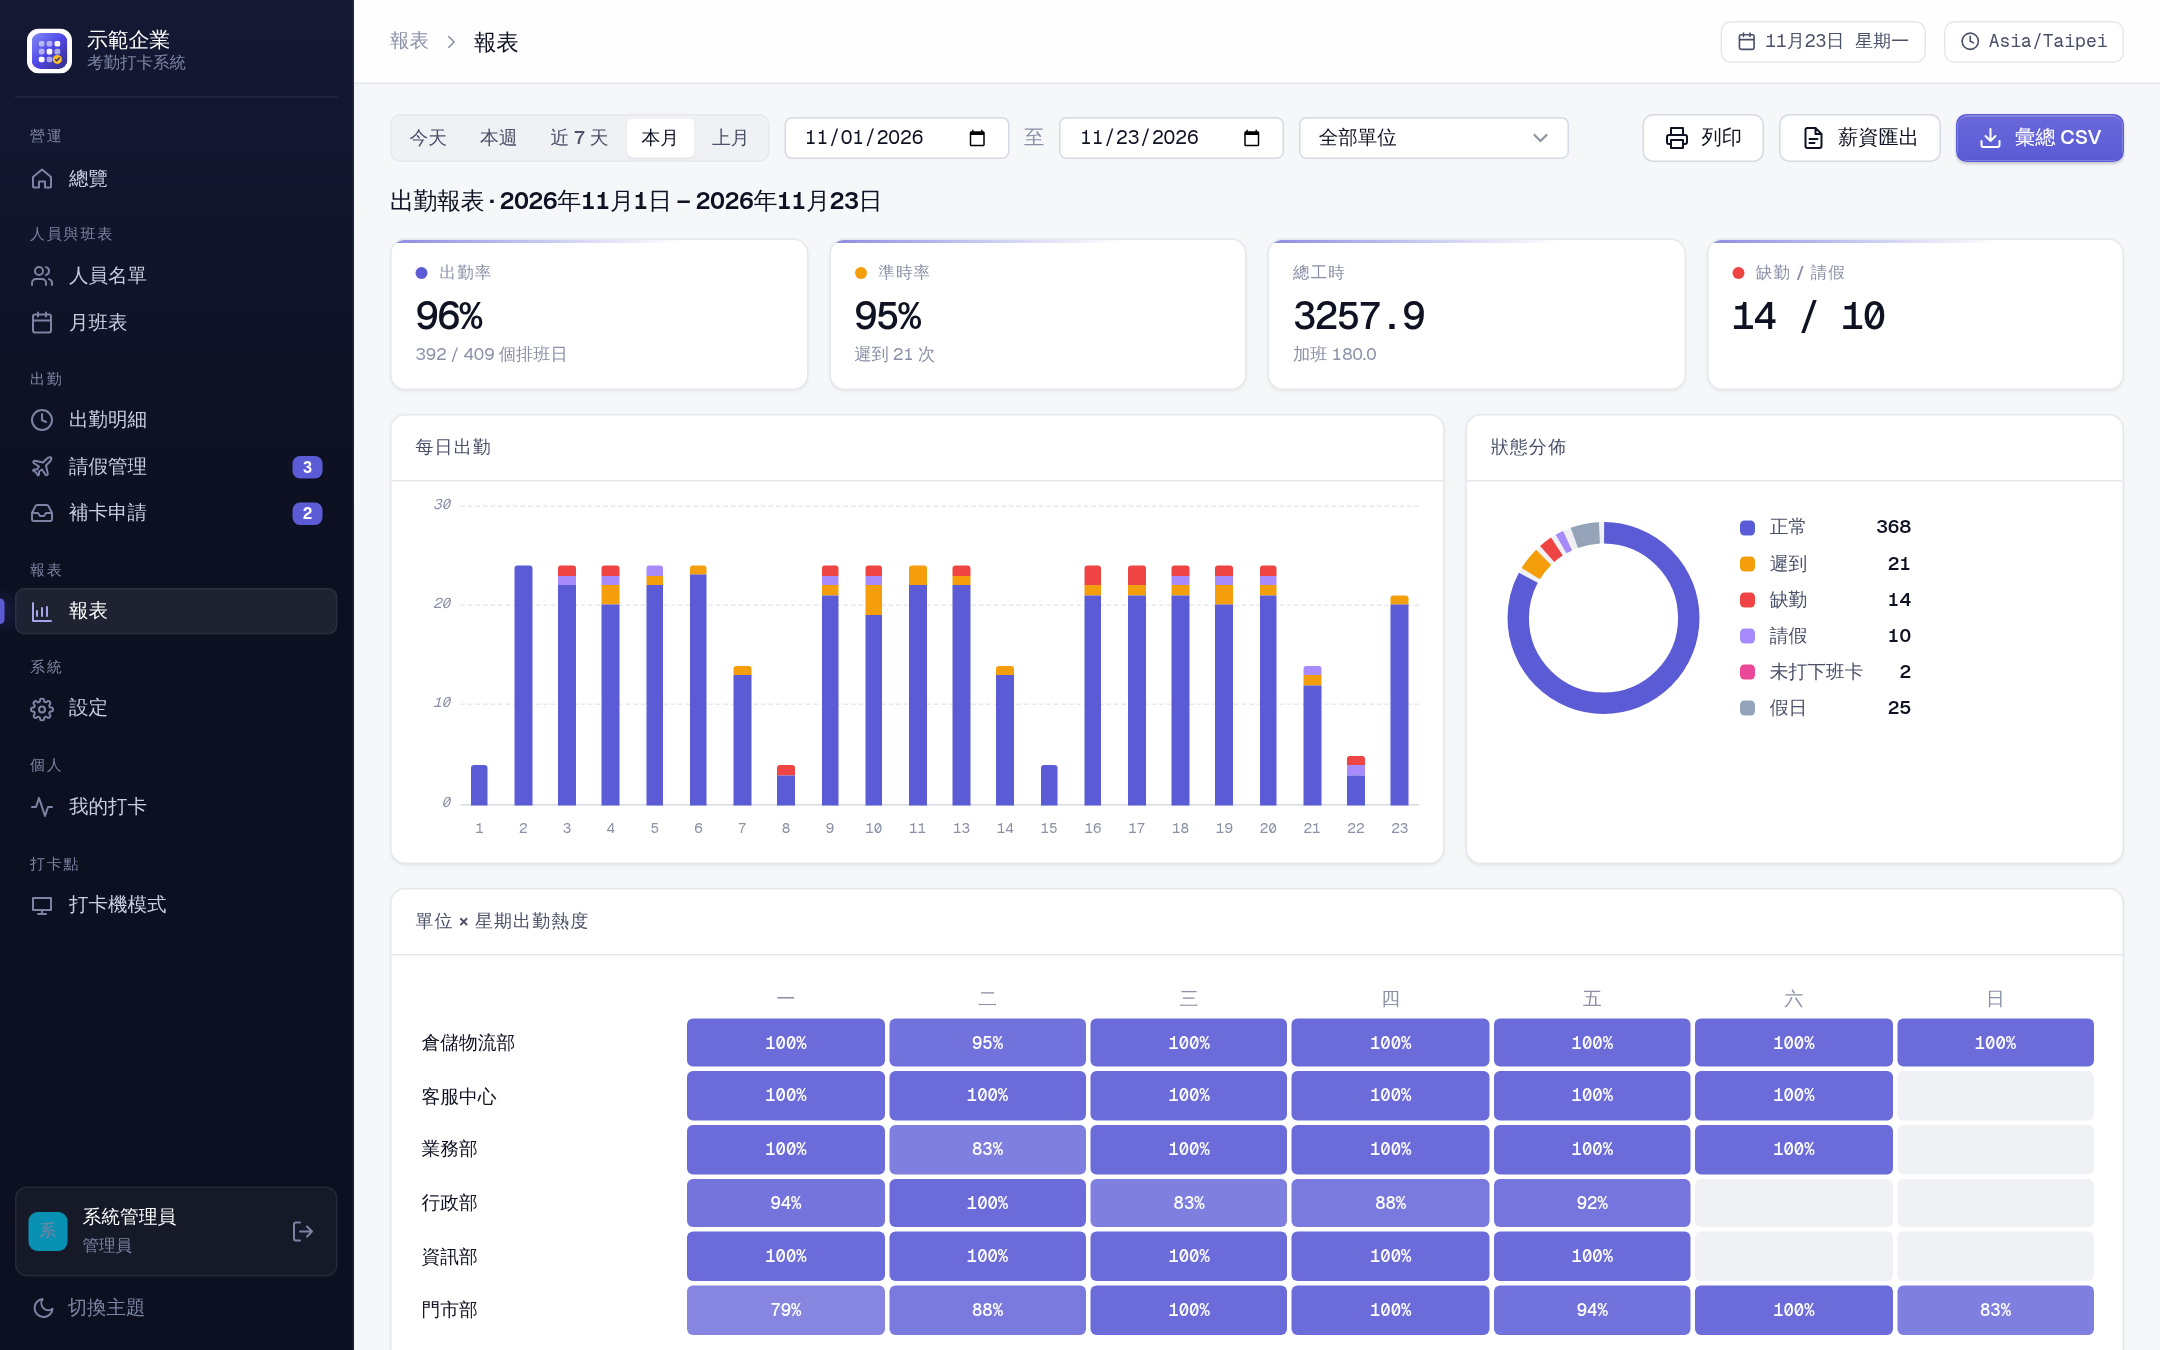 示範企業
考勤打卡系統
營運
總覽
人員與班表
人員名單
月班表
出勤
出勤明細
請假管理 3
補卡申請 2
報表
報表
系統
設定
個人
我的打卡
打卡點
打卡機模式
系 系統管理員
管理員
切換主題
報表 > 報表
11月23日 星期一 Asia/Taipei
今天 本週 近 7 天 本月 上月 11/01/2026 至 11/23/2026 全部單位 列印 薪資匯出 彙總 CSV
出勤報表 · 2026年11月1日 – 2026年11月23日
出勤率
96%
392 / 409 個排班日
準時率
95%
遲到 21 次
總工時
3257.9
加班 180.0
缺勤 / 請假
14 / 10
每日出勤
30
20
10
0
1 2 3 4 5 6 7 8 9 10 11 13 14 15 16 17 18 19 20 21 22 23
狀態分佈
正常 368
遲到 21
缺勤 14
請假 10
未打下班卡 2
假日 25
單位 × 星期出勤熱度
一 二 三 四 五 六 日
倉儲物流部 100% 95% 100% 100% 100% 100% 100%
客服中心 100% 100% 100% 100% 100% 100%
業務部 100% 83% 100% 100% 100% 100%
行政部 94% 100% 83% 88% 92%
資訊部 100% 100% 100% 100% 100%
門市部 79% 88% 100% 100% 94% 100% 83%